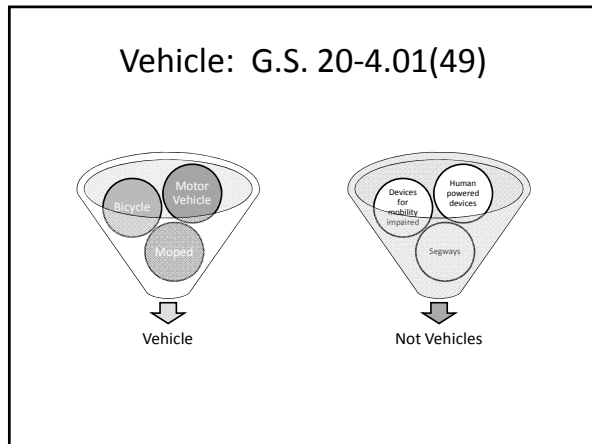 Vehicle: G.S. 20-4.01(49)
Bicycle
Motor
Vehicle
Moped
Vehicle
Devices
for
mobility
impaired
Human
powered
devices
Segways
Not Vehicles